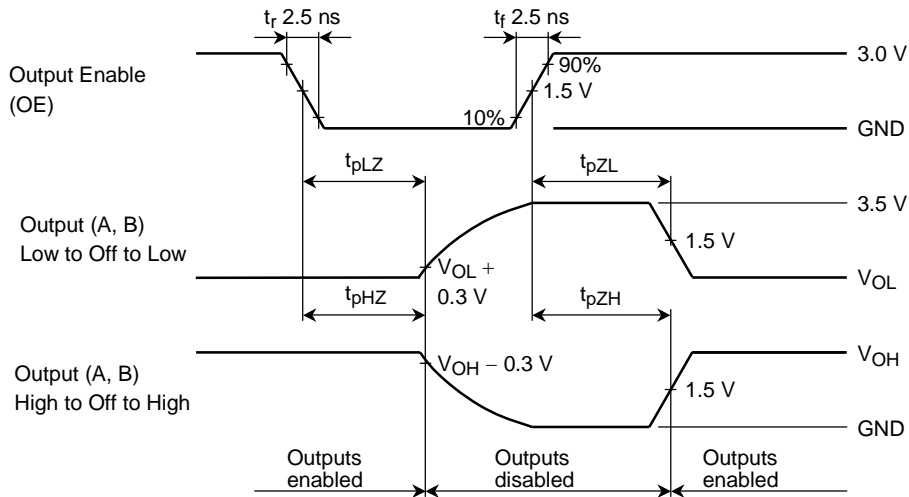 tr 2.5 ns
tf 2.5 ns
Output Enable
(OE)
3.0 V
90%
1.5 V
10%
GND
tpLZ
tpZL
3.5 V
Output (A, B)
Low to Off to Low
1.5 V
VOL +
0.3 V
VOL
tpHZ
tpZH
VOH
VOH − 0.3 V
Output (A, B)
High to Off to High
1.5 V
GND
Outputs
enabled
Outputs
disabled
Outputs
enabled